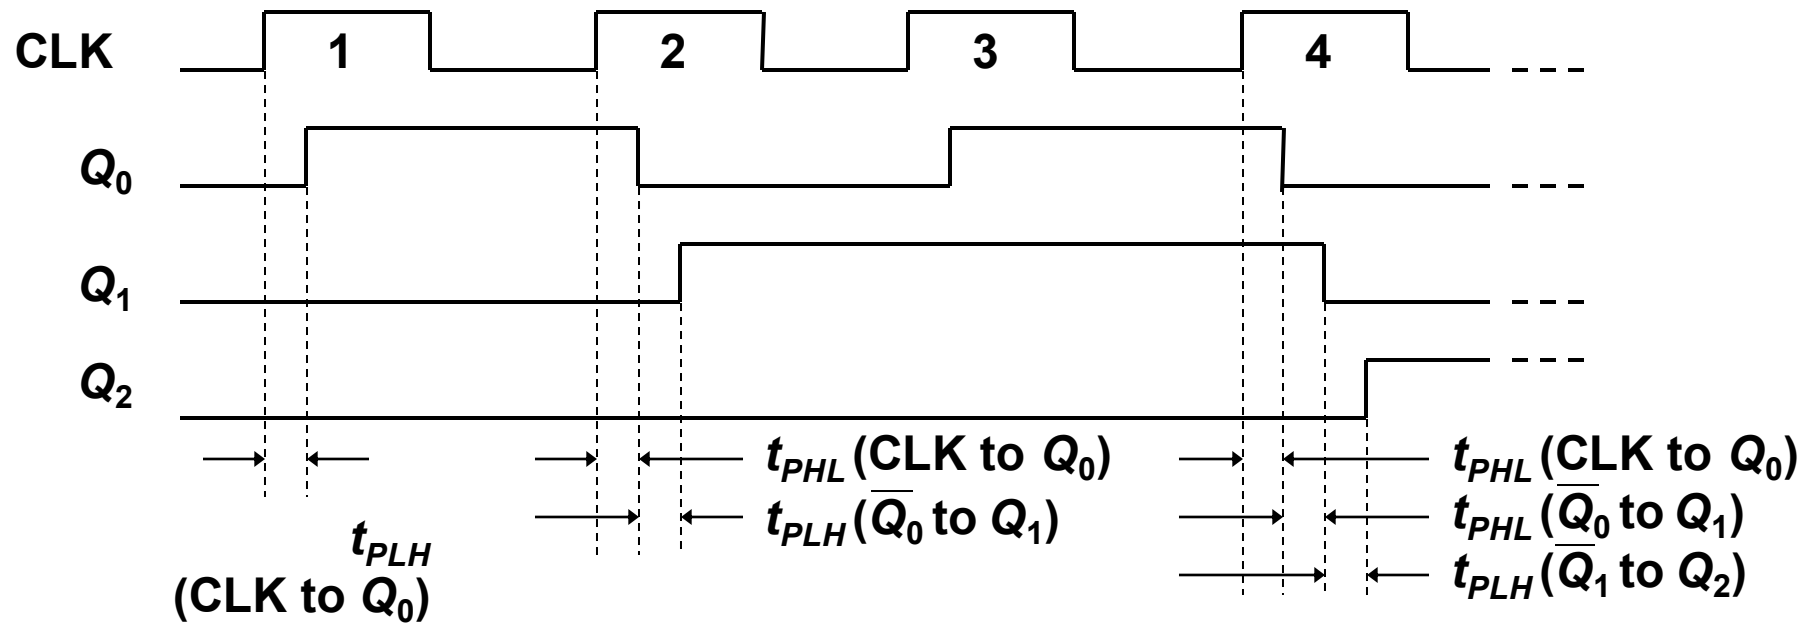 CLK 1 2 3 4
Q0
Q1
Q2
tPHL (CLK to Q0) tPHL (CLK to Q0)
tPLH (Q̅0 to Q1) tPHL (Q̅0 to Q1)
tPLH tPLH (Q̅1 to Q2)
(CLK to Q0)